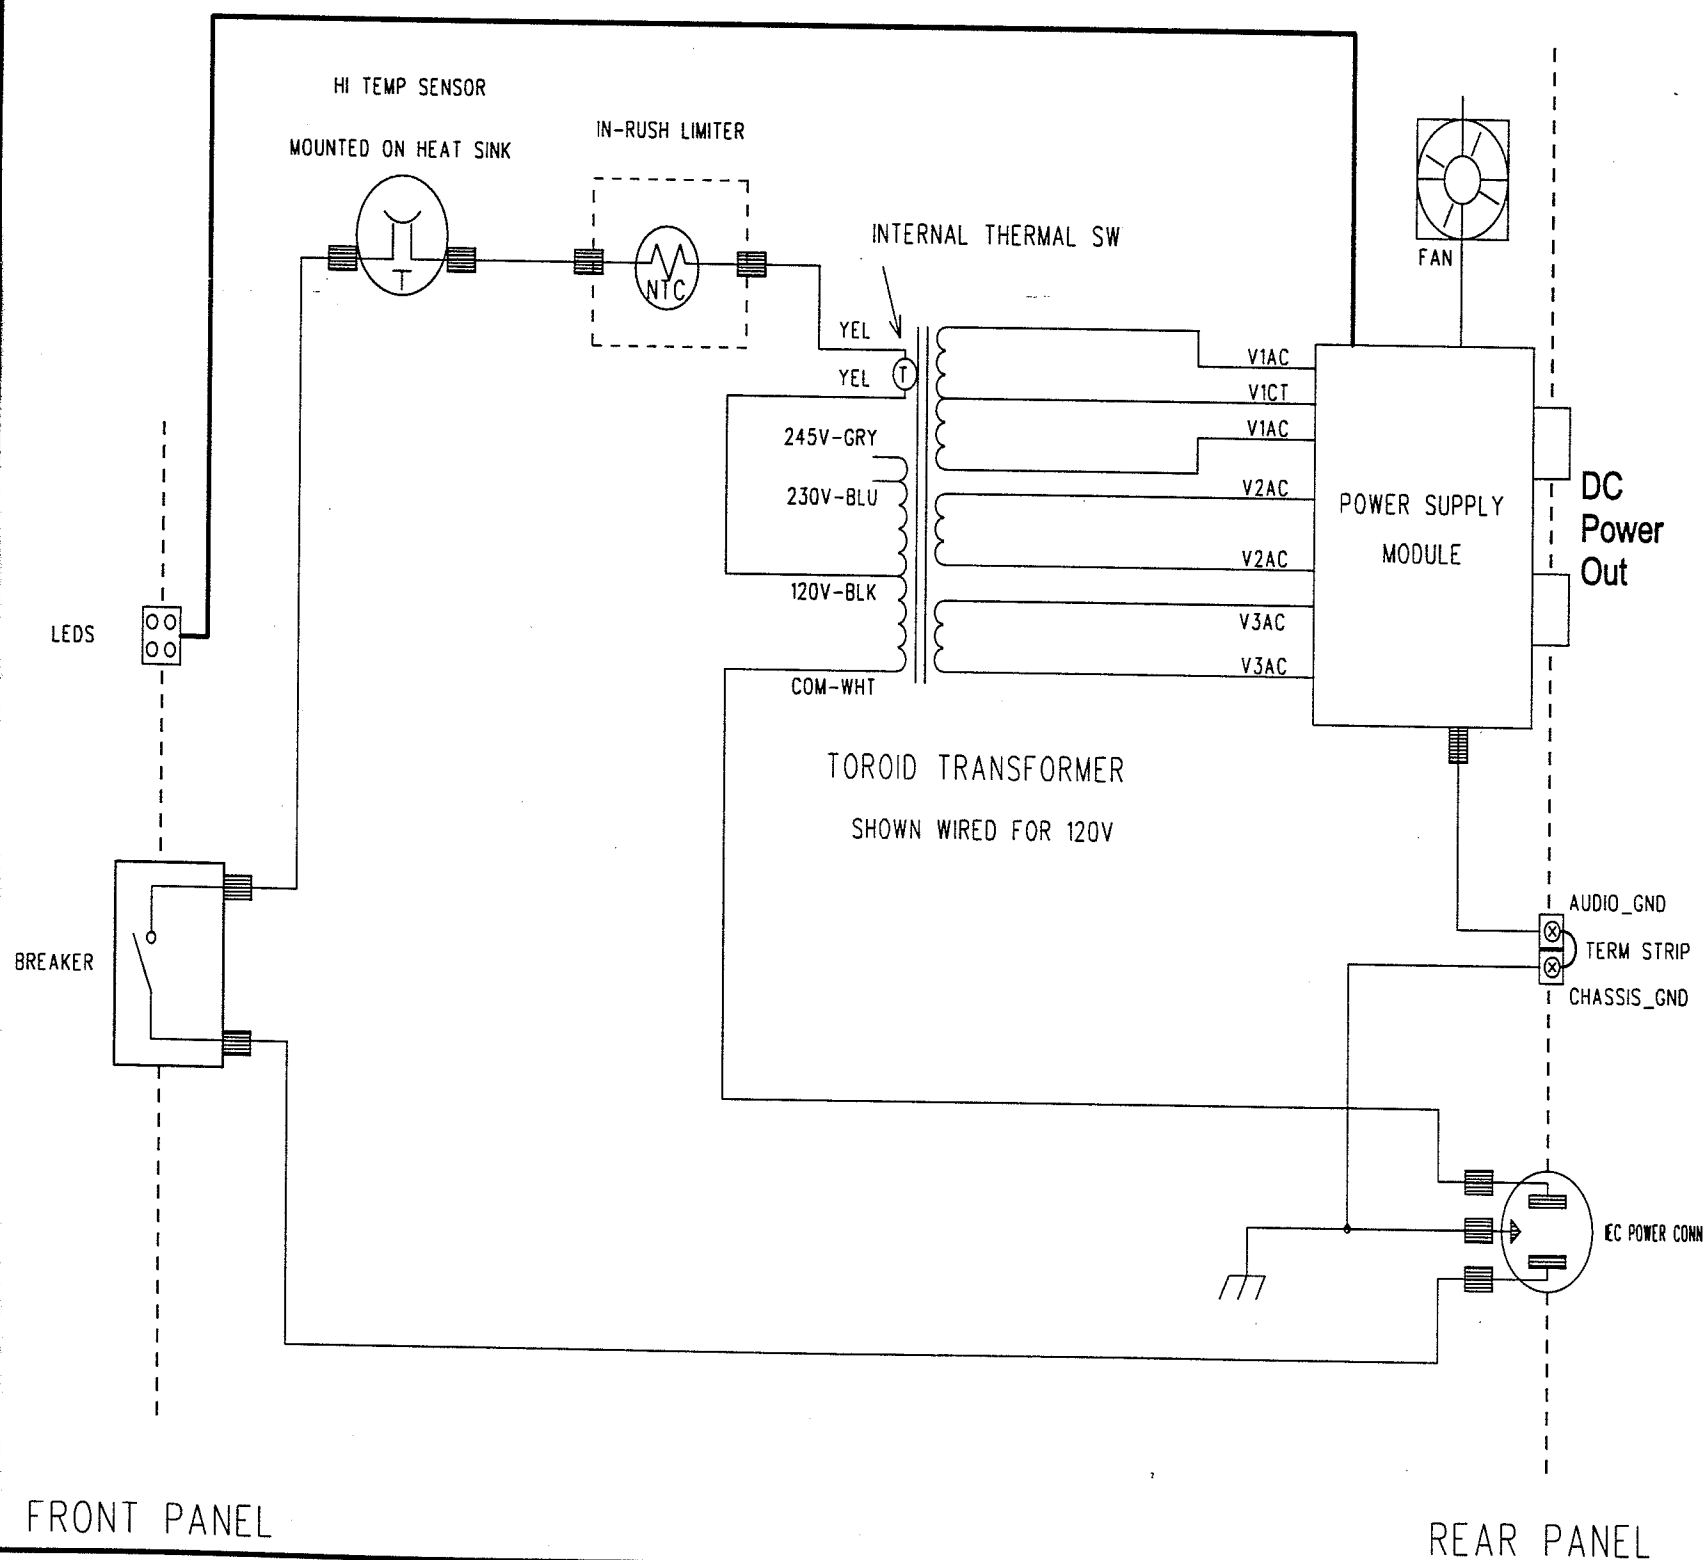 HI TEMP SENSOR
MOUNTED ON HEAT SINK
IN-RUSH LIMITER
NTC
T
INTERNAL THERMAL SW
FAN
YEL
YEL
T
245V-GRY
230V-BLU
120V-BLK
COM-WHT
V1AC
V1CT
V1AC
V2AC
V2AC
V3AC
V3AC
POWER SUPPLY
MODULE
DC
Power
Out
LEDS
TOROID TRANSFORMER
SHOWN WIRED FOR 120V
BREAKER
AUDIO_GND
TERM STRIP
CHASSIS_GND
IEC POWER CONN
FRONT PANEL
REAR PANEL